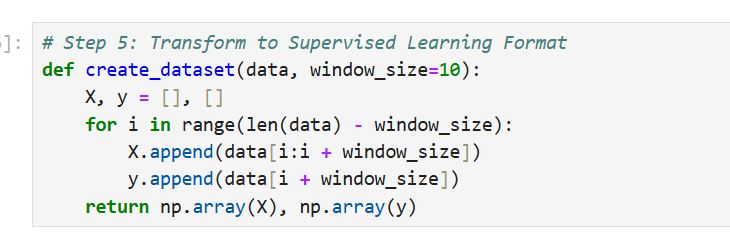 ]: # Step 5: Transform to Supervised Learning Format
def create_dataset(data, window_size=10):
    X, y = [], []
    for i in range(len(data) - window_size):
        X.append(data[i:i + window_size])
        y.append(data[i + window_size])
    return np.array(X), np.array(y)